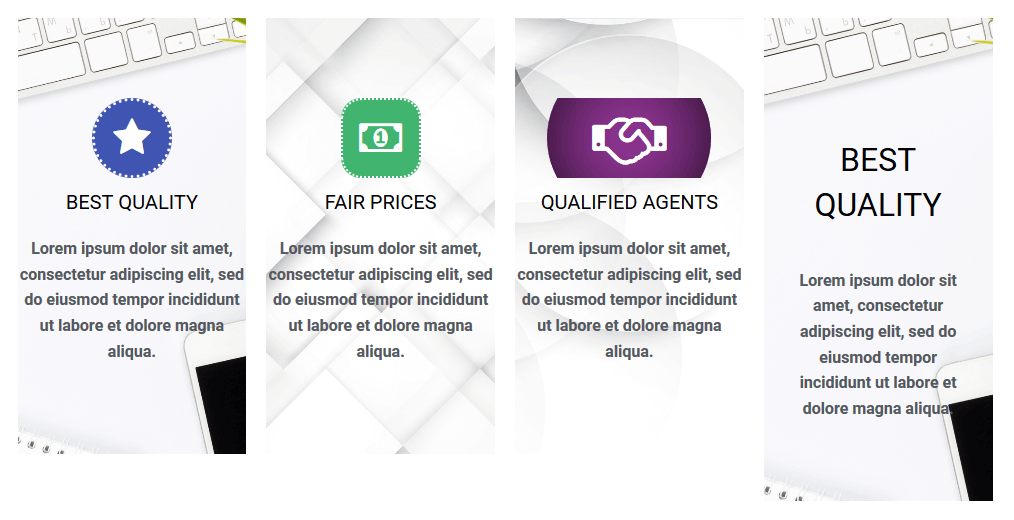 BEST QUALITY
Lorem ipsum dolor sit amet,
consectetur adipiscing elit, sed
do eiusmod tempor incididunt
ut labore et dolore magna
aliqua.
1
FAIR PRICES
Lorem ipsum dolor sit amet,
consectetur adipiscing elit, sed
do eiusmod tempor incididunt
ut labore et dolore magna
aliqua.
QUALIFIED AGENTS
Lorem ipsum dolor sit amet,
consectetur adipiscing elit, sed
do eiusmod tempor incididunt
ut labore et dolore magna
aliqua.
BEST
QUALITY
Lorem ipsum dolor sit
amet, consectetur
adipiscing elit, sed do
eiusmod tempor
incididunt ut labore et
dolore magna aliqua.